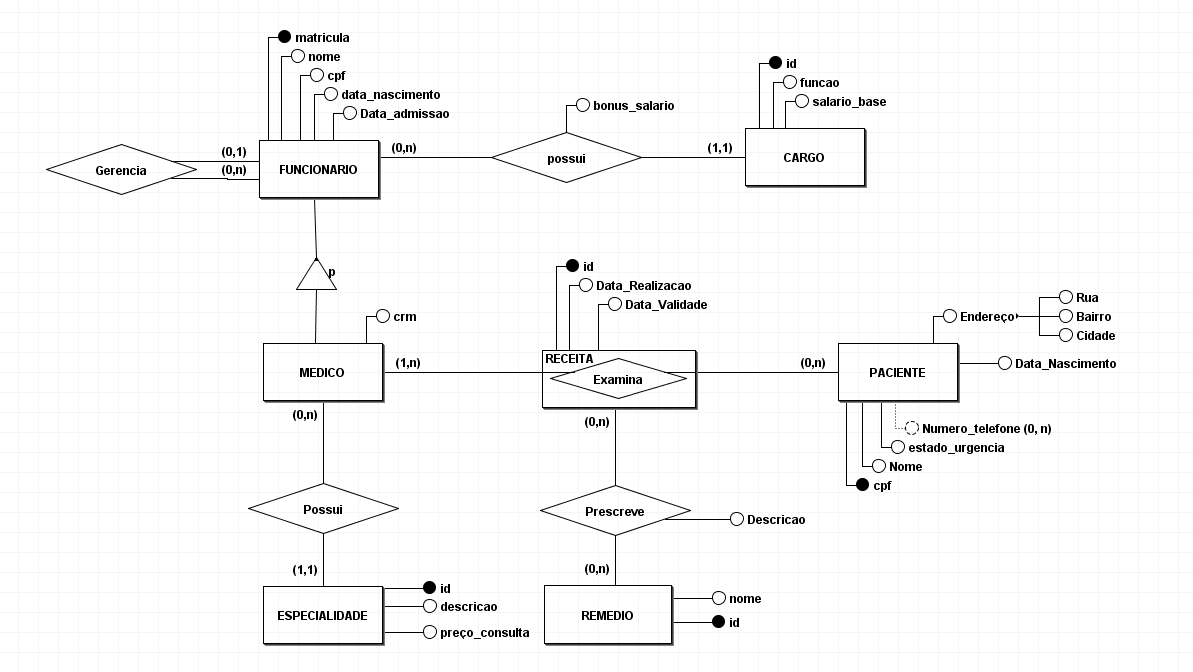 matricula
nome
cpf
data_nascimento
Data_admissao
id
funcao
salario_base
bonus_salario
Gerencia
(0,1)
(0,n)
FUNCIONARIO
(0,n)
possui
(1,1)
CARGO
p
id
Data_Realizacao
Data_Validade
crm
MEDICO
(1,n)
RECEITA
Examina
(0,n)
PACIENTE
Endereço
Rua
Bairro
Cidade
Data_Nascimento
Numero_telefone (0, n)
estado_urgencia
Nome
cpf
(0,n)
Possui
(1,1)
ESPECIALIDADE
id
descricao
preço_consulta
(0,n)
Prescreve
Descricao
(0,n)
REMEDIO
nome
id